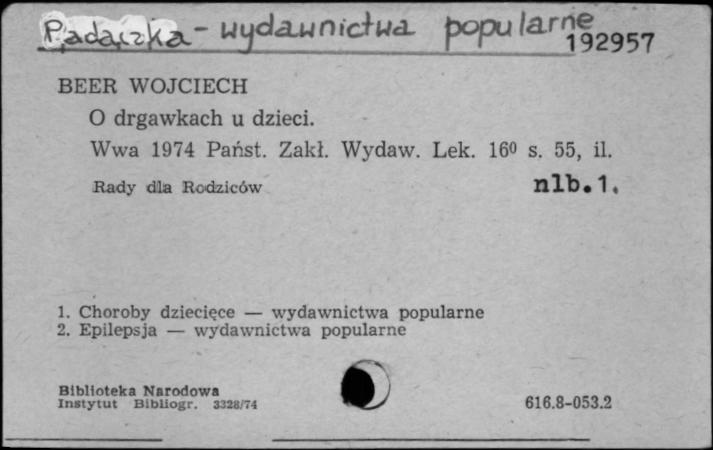 Padaczka - wydawnictwa popularne
192957
BEER WOJCIECH
O drgawkach u dzieci.
Wwa 1974 Państ. Zakł. Wydaw. Lek. 16⁰ s. 55, il.
Rady dla Rodziców nlb.1.
1. Choroby dziecięce — wydawnictwa popularne
2. Epilepsja — wydawnictwa popularne
Biblioteka Narodowa
Instytut Bibliogr. 3328/74 616.8-053.2